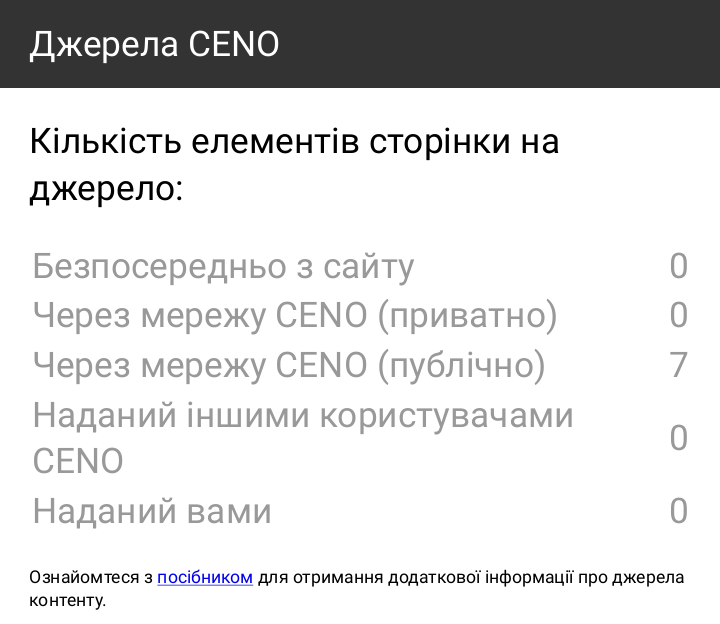 Джерела CENO
Кількість елементів сторінки на
джерело:
Безпосередньо з сайту 0
Через мережу CENO (приватно) 0
Через мережу CENO (публічно) 7
Наданий іншими користувачами
CENO 0
Наданий вами 0
Ознайомтеся з посібником для отримання додаткової інформації про джерела
контенту.